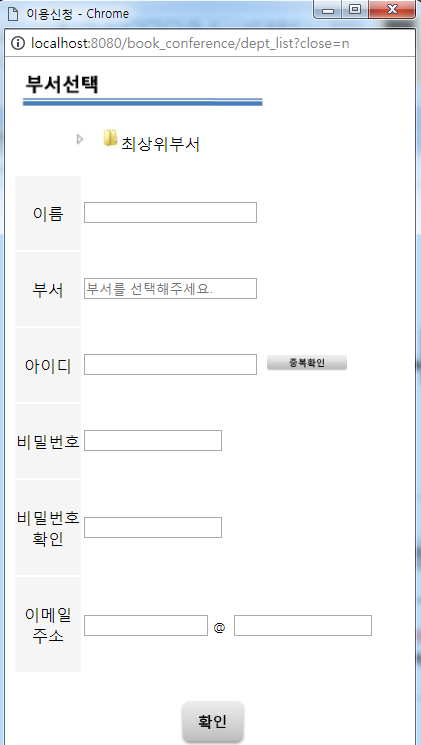 이용신청 - Chrome
localhost:8080/book_conference/dept_list?close=n
부서선택
최상위부서
이름
부서 부서를 선택해주세요.
아이디 중복확인
비밀번호
비밀번호
확인
이메일
주소 @
확인